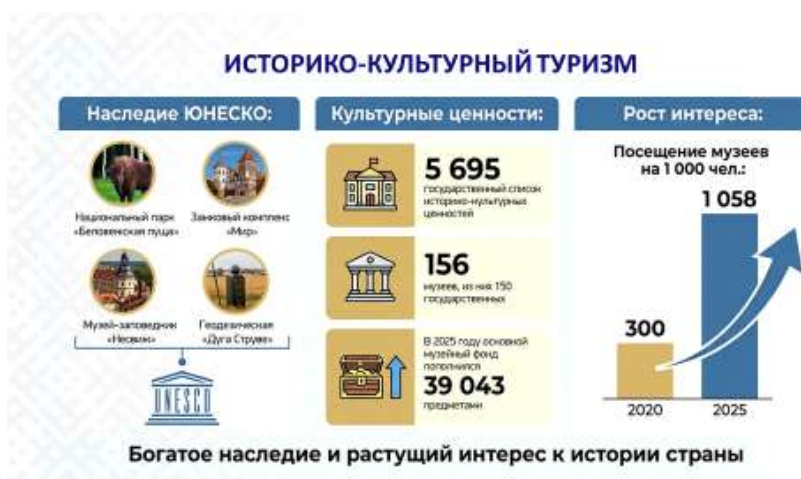 ИСТОРИКО-КУЛЬТУРНЫЙ ТУРИЗМ
Наследие ЮНЕСКО:
Национальный парк
«Беловежская пуща»
Замковый комплекс
«Мир»
Музей-заповедник
«Несвиж»
Геодезическая
«Дуга Струве»
UNESCO
Культурные ценности:
5 695
государственный список
историко-культурных
ценностей
156
музеев, из них 150
государственных
В 2025 году основной
музейный фонд
пополнился
39 043
предметами
Рост интереса:
Посещение музеев
на 1 000 чел.:
1 058
300
2020
2025
Богатое наследие и растущий интерес к истории страны